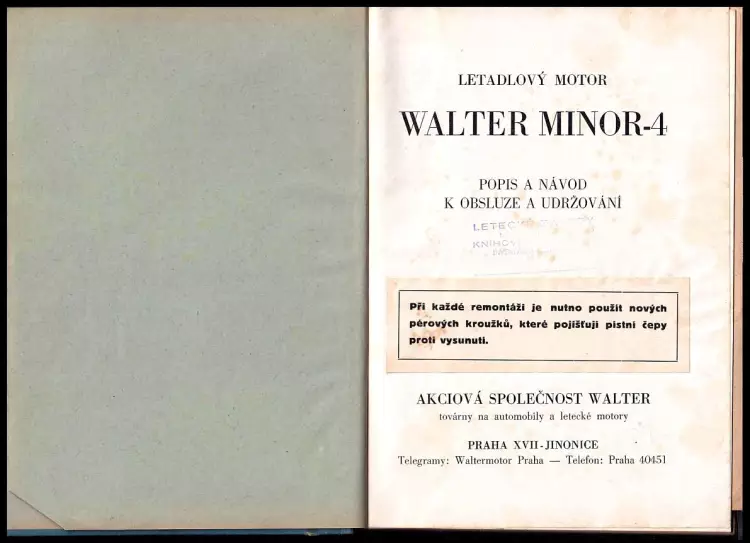 LETADLOVÝ MOTOR
WALTER MINOR-4
POPIS A NÁVOD
K OBSLUZE A UDRŽOVÁNÍ
Při každé remontáži je nutno použít nových
pérových kroužků, které pojišťují pístní čepy
proti vysunutí.
AKCIOVÁ SPOLEČNOST WALTER
továrny na automobily a letecké motory
PRAHA XVII-JINONICE
Telegramy: Waltermotor Praha — Telefon: Praha 40451